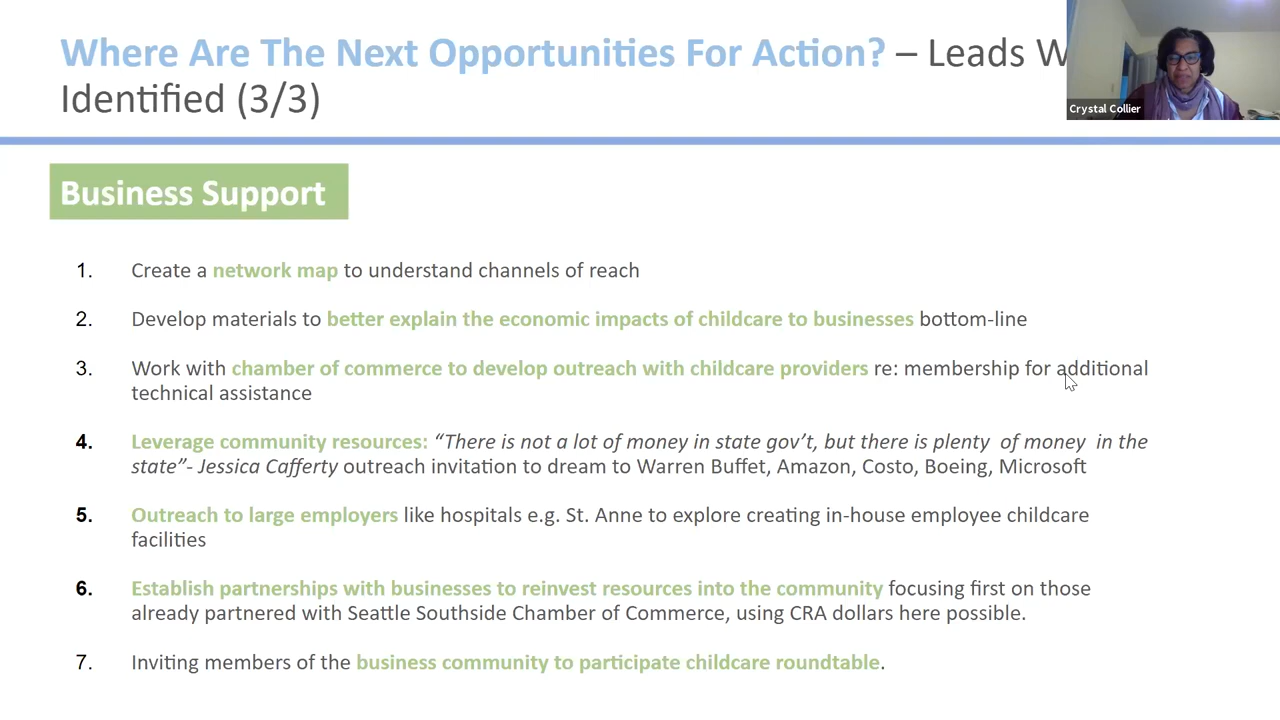 Where Are The Next Opportunities For Action? – Leads
Identified (3/3)
Crystal Collier
Business Support
1. Create a network map to understand channels of reach
2. Develop materials to better explain the economic impacts of childcare to businesses bottom-line
3. Work with chamber of commerce to develop outreach with childcare providers re: membership for additional
technical assistance
4. Leverage community resources: “There is not a lot of money in state gov’t, but there is plenty of money in the
state”- Jessica Cafferty outreach invitation to dream to Warren Buffet, Amazon, Costo, Boeing, Microsoft
5. Outreach to large employers like hospitals e.g. St. Anne to explore creating in-house employee childcare
facilities
6. Establish partnerships with businesses to reinvest resources into the community focusing first on those
already partnered with Seattle Southside Chamber of Commerce, using CRA dollars here possible.
7. Inviting members of the business community to participate childcare roundtable.